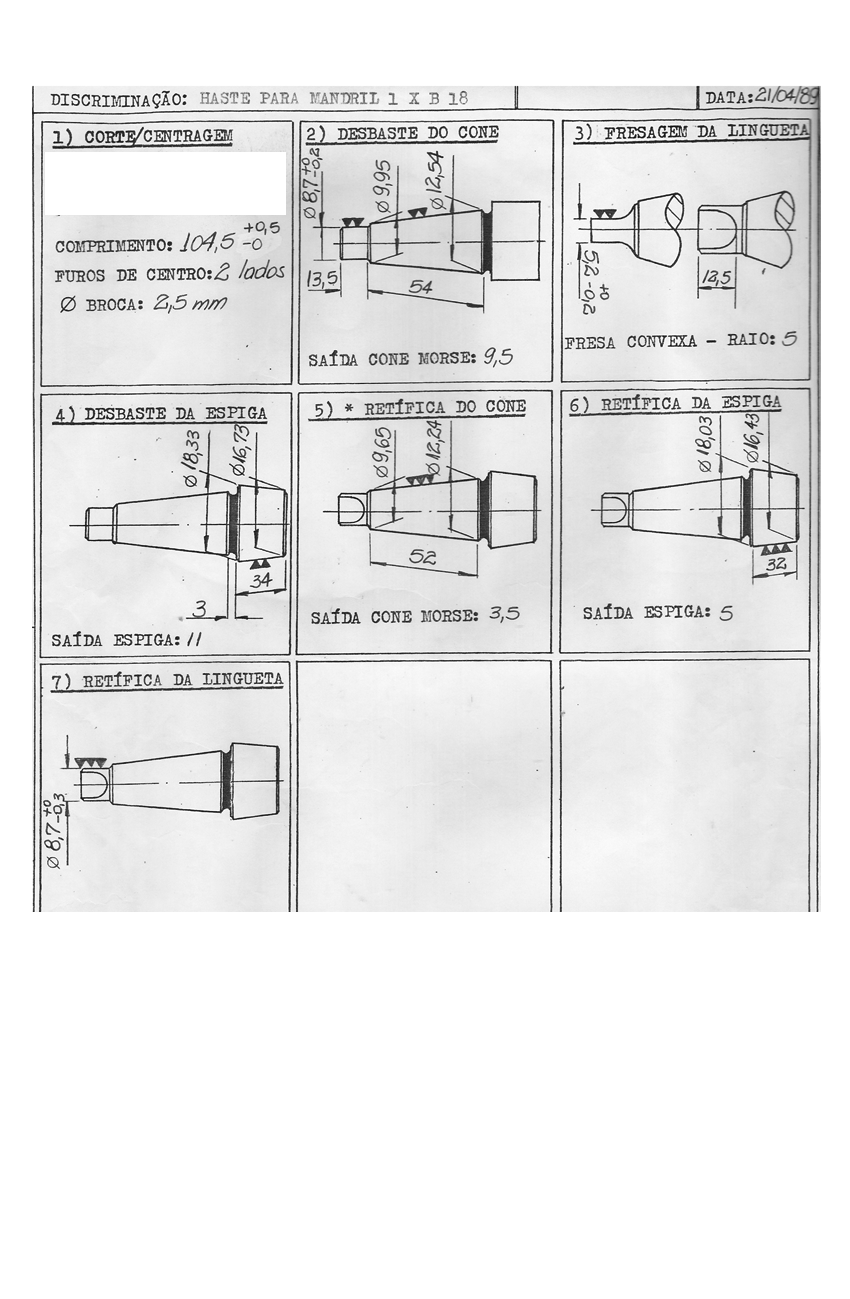 DISCRIMINAÇÃO: HASTE PARA MANDRIL 1 X B 18
DATA: 21/04/89
1) CORTE/CENTRAGEM
COMPRIMENTO: 104,5 +0,5 -0
FUROS DE CENTRO: 2 lados
Ø BROCA: 2,5 mm
2) DESBASTE DO CONE
Ø 8,7 +0 -0,2
Ø 9,95
Ø 12,54
13,5
54
SAÍDA CONE MORSE: 9,5
3) FRESAGEM DA LINGUETA
5,2 +0 -0,2
12,5
FRESA CONVEXA - RAIO: 5
4) DESBASTE DA ESPIGA
Ø 18,33
Ø 16,73
34
3
SAÍDA ESPIGA: 11
5) * RETÍFICA DO CONE
Ø 9,65
Ø 12,24
52
SAÍDA CONE MORSE: 3,5
6) RETÍFICA DA ESPIGA
Ø 18,03
Ø 16,43
32
SAÍDA ESPIGA: 5
7) RETÍFICA DA LINGUETA
Ø 8,7 +0 -0,3